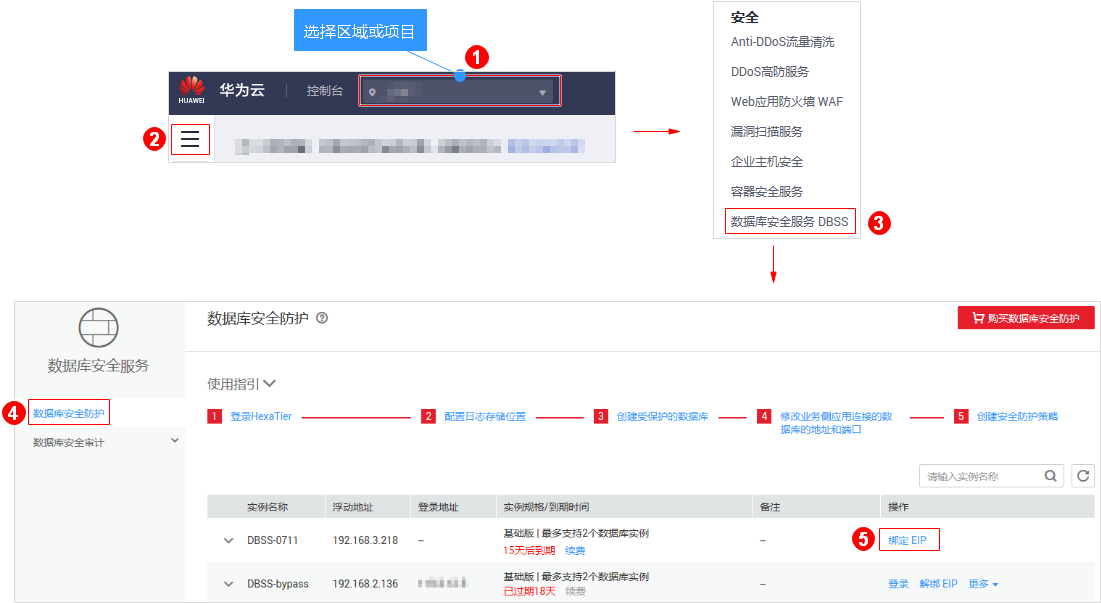 选择区域或项目
1
HUAWEI
华为云
控制台
2
安全
Anti-DDoS流量清洗
DDoS高防服务
Web应用防火墙 WAF
漏洞扫描服务
企业主机安全
容器安全服务
数据库安全服务 DBSS
3
数据库安全服务
4
数据库安全防护
数据库安全审计
数据库安全防护
购买数据库安全防护
使用指引
1 登录HexaTier
2 配置日志存储位置
3 创建受保护的数据库
4 修改业务侧应用连接的数
据库的地址和端口
5 创建安全防护策略
请输入实例名称
实例名称 浮动地址 登录地址 实例规格/到期时间 备注 操作
DBSS-0711 192.168.3.218 – 基础版 | 最多支持2个数据库实例 – 5 绑定 EIP
15天后到期 续费
DBSS-bypass 192.168.2.136 基础版 | 最多支持2个数据库实例 – 登录 解绑 EIP 更多
已过期18天 续费